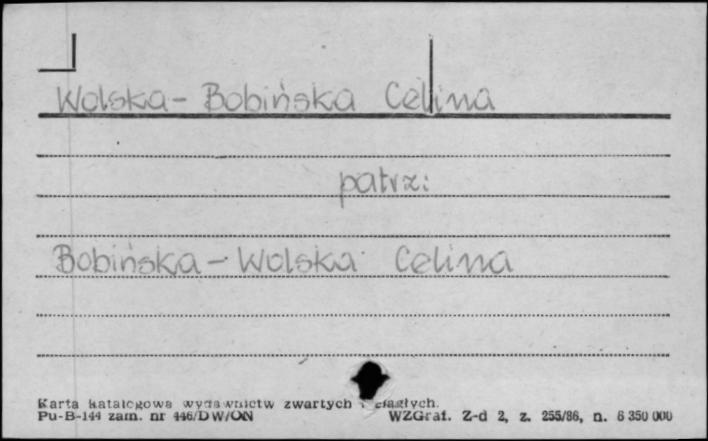 Wolska - Bobińska Celina
patrz:
Bobińska - Wolska Celina
Karta katalogowa wydawnictw zwartych i ciągłych.
Pu-B-144 zam. nr 446/DW/ON WZGraf. Z-d 2, z. 255/86, n. 6 350 000